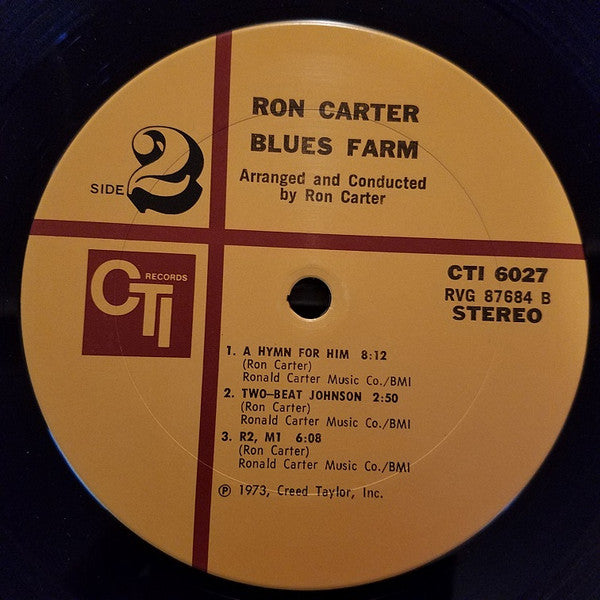 RON CARTER
BLUES FARM
Arranged and Conducted
by Ron Carter
SIDE 2
CTI RECORDS
CTI 6027
RVG 87684 B
STEREO
1. A HYMN FOR HIM 8:12
(Ron Carter)
Ronald Carter Music Co./BMI
2. TWO-BEAT JOHNSON 2:50
(Ron Carter)
Ronald Carter Music Co./BMI
3. R2, M1 6:08
(Ron Carter)
Ronald Carter Music Co./BMI
℗ 1973, Creed Taylor, Inc.